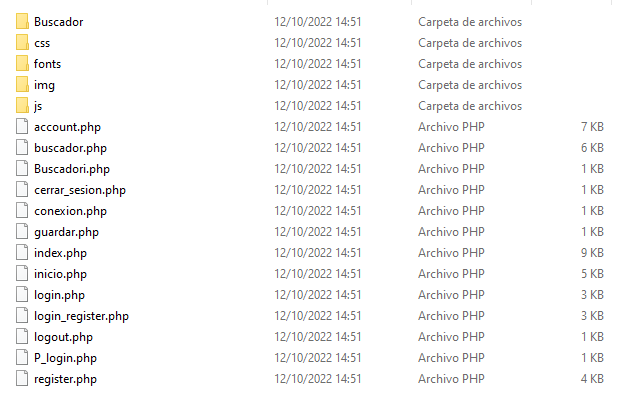 Buscador 12/10/2022 14:51 Carpeta de archivos
css 12/10/2022 14:51 Carpeta de archivos
fonts 12/10/2022 14:51 Carpeta de archivos
img 12/10/2022 14:51 Carpeta de archivos
js 12/10/2022 14:51 Carpeta de archivos
account.php 12/10/2022 14:51 Archivo PHP 7 KB
buscador.php 12/10/2022 14:51 Archivo PHP 6 KB
Buscadori.php 12/10/2022 14:51 Archivo PHP 1 KB
cerrar_sesion.php 12/10/2022 14:51 Archivo PHP 1 KB
conexion.php 12/10/2022 14:51 Archivo PHP 1 KB
guardar.php 12/10/2022 14:51 Archivo PHP 1 KB
index.php 12/10/2022 14:51 Archivo PHP 9 KB
inicio.php 12/10/2022 14:51 Archivo PHP 5 KB
login.php 12/10/2022 14:51 Archivo PHP 3 KB
login_register.php 12/10/2022 14:51 Archivo PHP 3 KB
logout.php 12/10/2022 14:51 Archivo PHP 1 KB
P_login.php 12/10/2022 14:51 Archivo PHP 1 KB
register.php 12/10/2022 14:51 Archivo PHP 4 KB